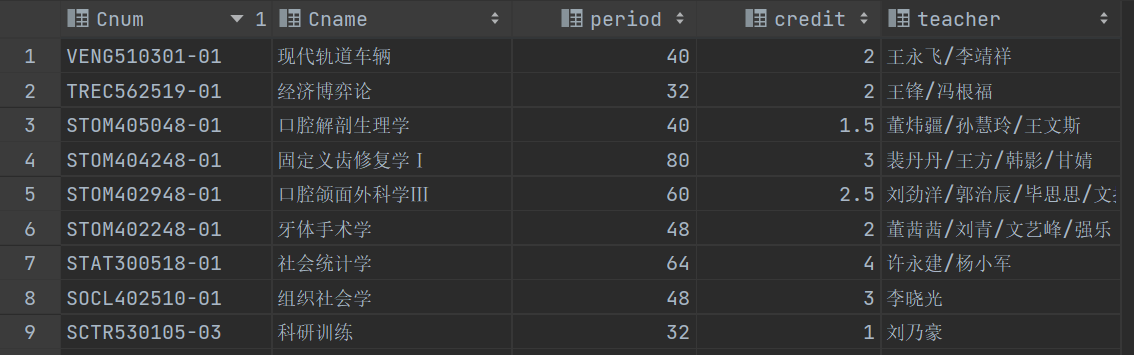 Cnum 1 Cname period credit teacher
1 VENG510301-01 现代轨道车辆 40 2 王永飞/李靖祥
2 TREC562519-01 经济博弈论 32 2 王锋/冯根福
3 STOM405048-01 口腔解剖生理学 40 1.5 董炜疆/孙慧玲/王文斯
4 STOM404248-01 固定义齿修复学Ⅰ 80 3 裴丹丹/王方/韩影/甘婧
5 STOM402948-01 口腔颌面外科学Ⅲ 60 2.5 刘劲洋/郭治辰/毕思思/文
6 STOM402248-01 牙体手术学 48 2 董茜茜/刘青/文艺峰/强乐
7 STAT300518-01 社会统计学 64 4 许永建/杨小军
8 SOCL402510-01 组织社会学 48 3 李晓光
9 SCTR530105-03 科研训练 32 1 刘乃豪